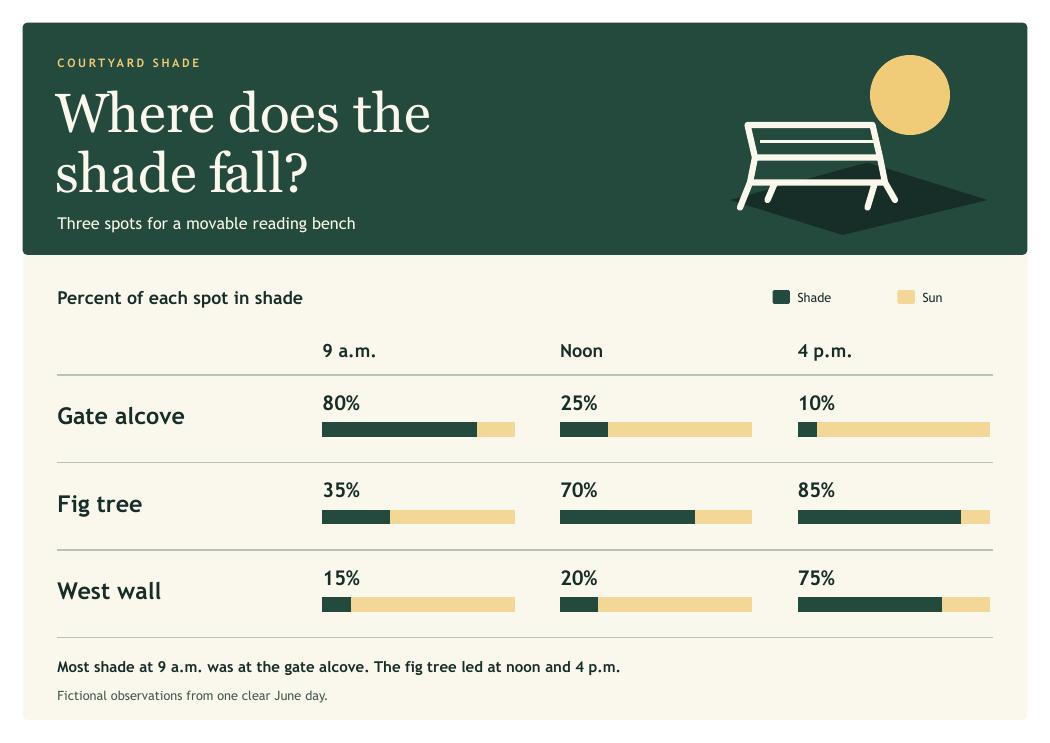 COURTYARD SHADE
Where does the
shade fall?
Three spots for a movable reading bench
Percent of each spot in shade
Shade
Sun
9 a.m.
Noon
4 p.m.
Gate alcove
80%
25%
10%
Fig tree
35%
70%
85%
West wall
15%
20%
75%
Most shade at 9 a.m. was at the gate alcove. The fig tree led at noon and 4 p.m.
Fictional observations from one clear June day.